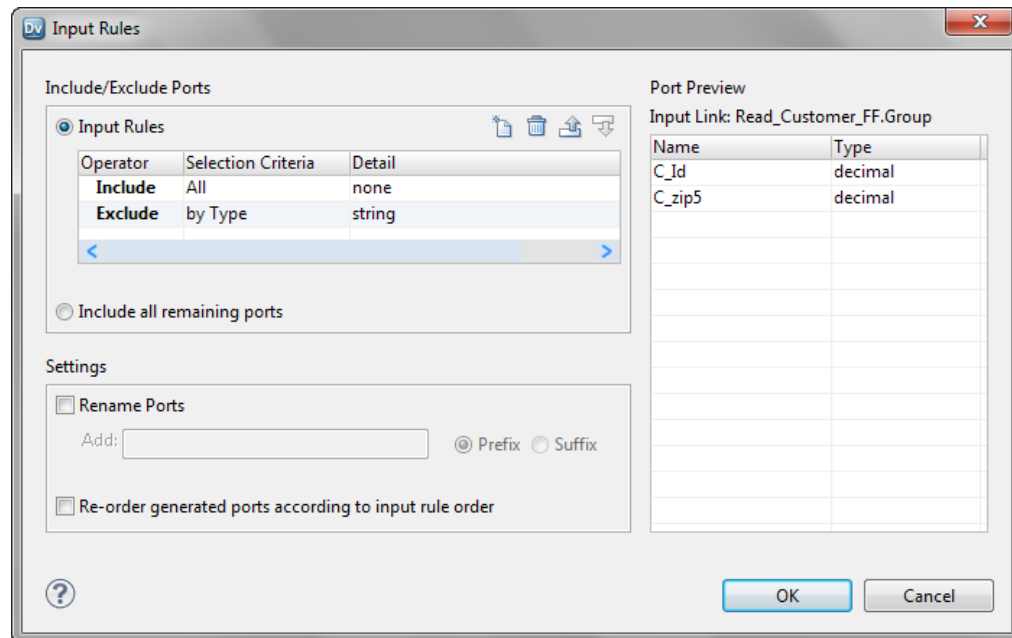 Dv Input Rules
Include/Exclude Ports
Input Rules
Operator Selection Criteria Detail
Include All none
Exclude by Type string
Include all remaining ports
Settings
Rename Ports
Add: Prefix Suffix
Re-order generated ports according to input rule order
Port Preview
Input Link: Read_Customer_FF.Group
Name Type
C_Id decimal
C_zip5 decimal
?
OK Cancel